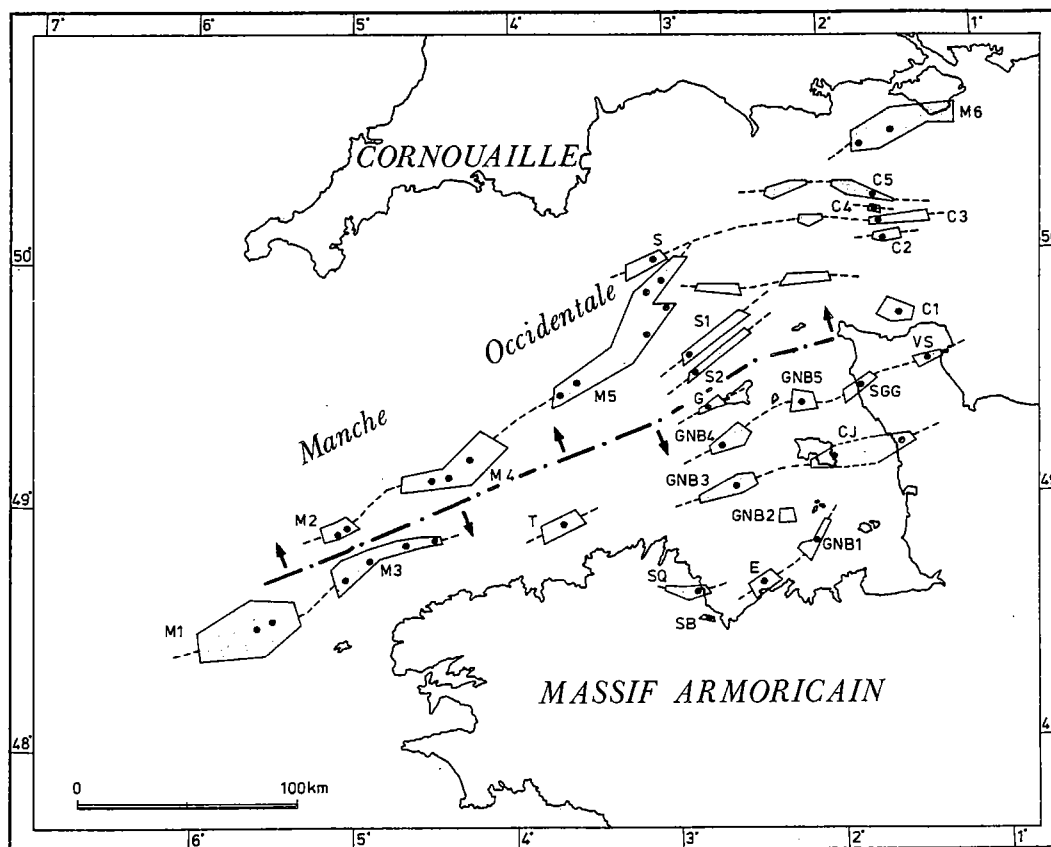 7° 6° 5° 4° 3° 2° 1°
M6
CORNOUAILLE
C5
C4
C3
C2
S
50° 50
Occidentale
C1
S1
VS
S2
GNB5
SGG
M5
G
Manche
GNB4
CJ
GNB3
M4
49° 49°
M2
T
GNB2
GNB1
M3
SQ
E
M1
SB
MASSIF ARMORICAIN
48° 48°
0 100km
6° 5° 4° 3° 2° 1°